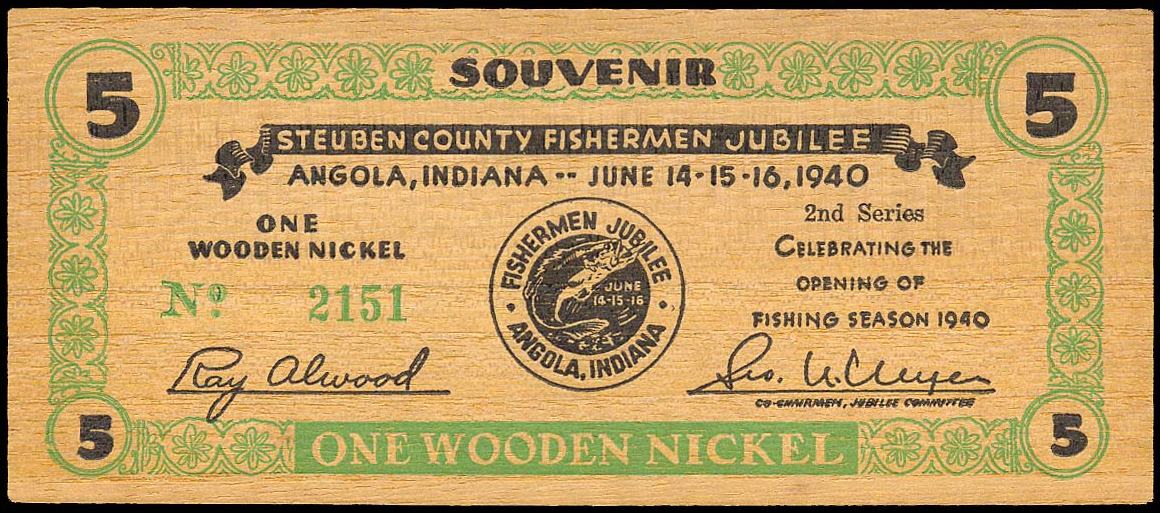 5
SOUVENIR
5
STEUBEN COUNTY FISHERMEN JUBILEE
ANGOLA, INDIANA -- JUNE 14-15-16, 1940
ONE
WOODEN NICKEL
No. 2151
Ray Alwood
FISHERMEN JUBILEE
JUNE
14-15-16
ANGOLA, INDIANA
2nd Series
CELEBRATING THE
OPENING OF
FISHING SEASON 1940
CO-CHAIRMEN, JUBILEE COMMITTEE
5
ONE WOODEN NICKEL
5